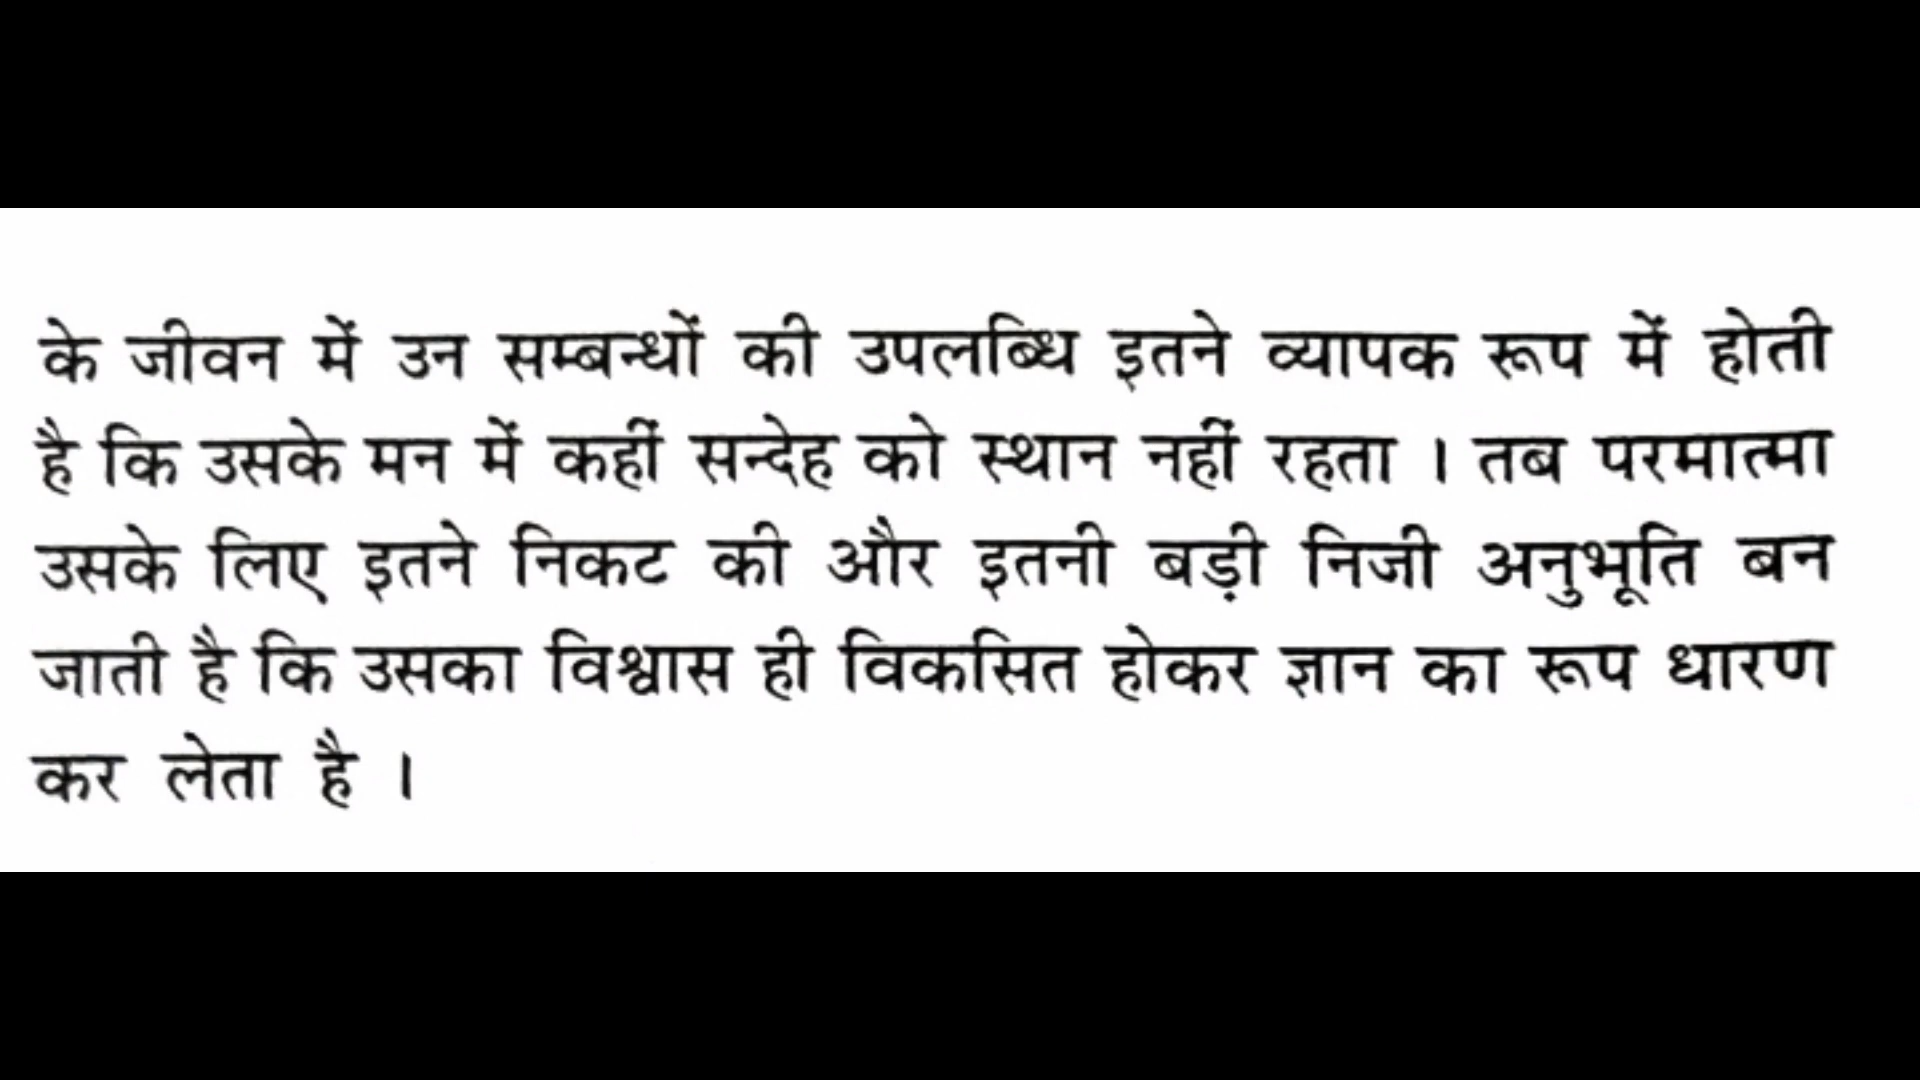 के जीवन में उन सम्बन्धों की उपलब्धि इतने व्यापक रूप में होती
है कि उसके मन में कहीं सन्देह को स्थान नहीं रहता । तब परमात्मा
उसके लिए इतने निकट की और इतनी बड़ी निजी अनुभूति बन
जाती है कि उसका विश्वास ही विकसित होकर ज्ञान का रूप धारण
कर लेता है ।